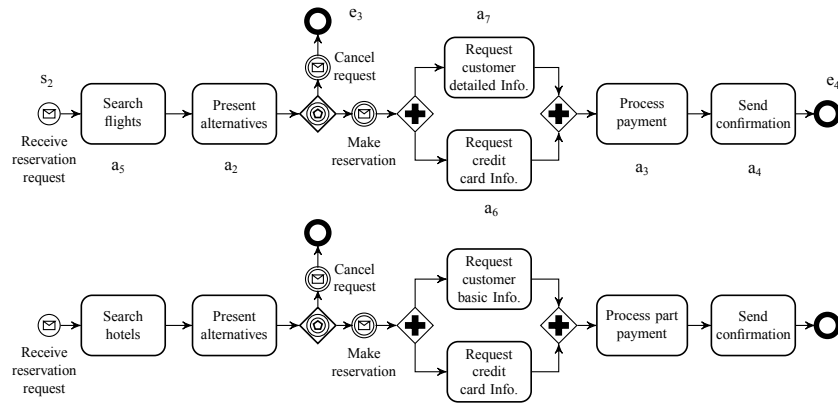 e3
a7
s2
Cancel
request
Request
customer
detailed Info.
e4
Search
flights
Present
alternatives
Process
payment
Send
confirmation
Receive
reservation
request
Make
reservation
Request
credit
card Info.
a5
a2
a3
a4
a6
Cancel
request
Request
customer
basic Info.
Search
hotels
Present
alternatives
Process part
payment
Send
confirmation
Receive
reservation
request
Make
reservation
Request
credit
card Info.